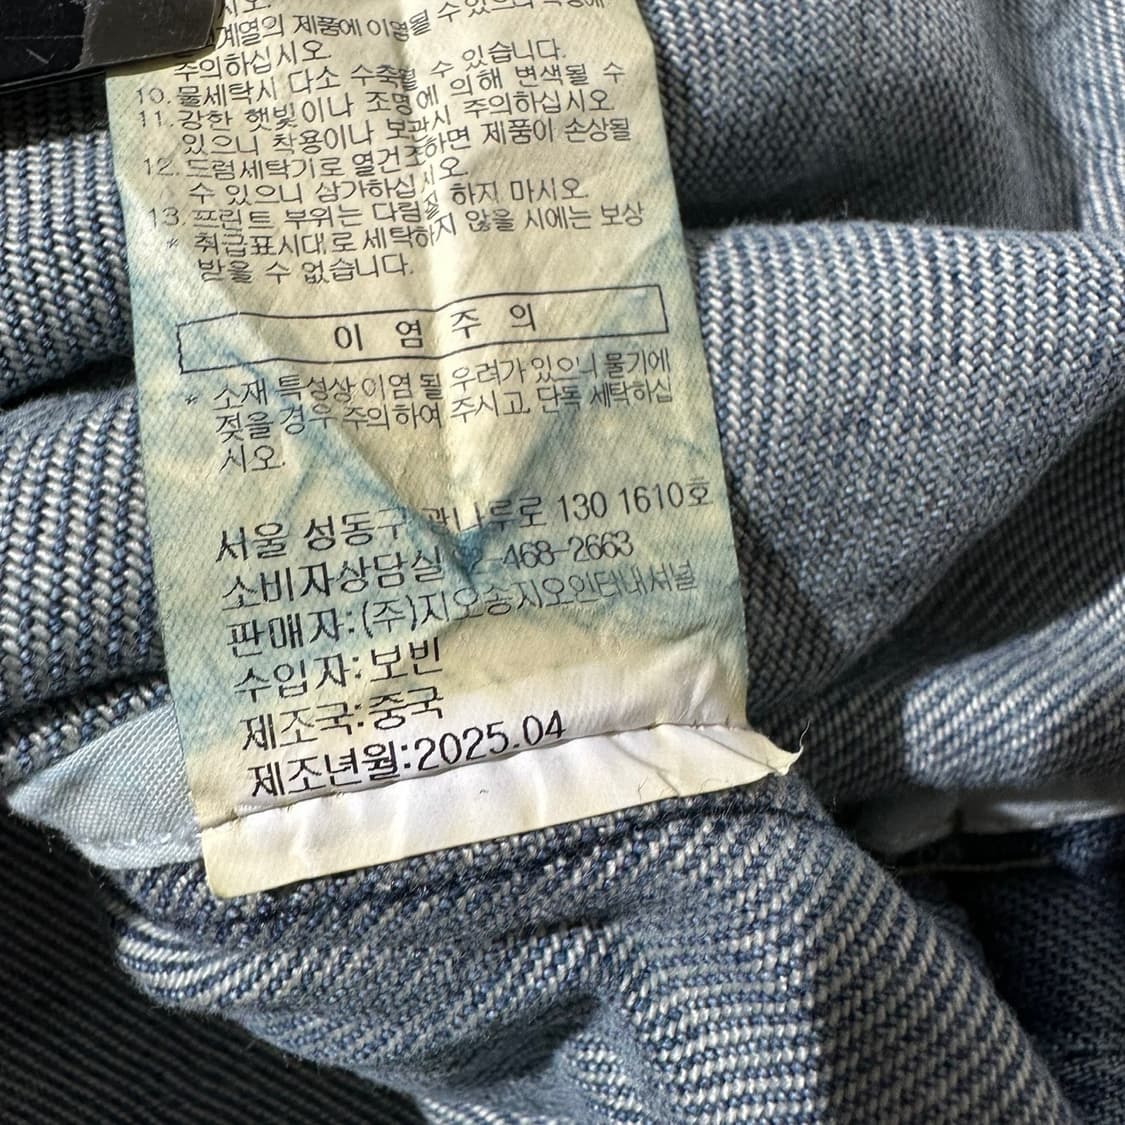 시오.
계열의 제품에 이염될 수 있으니
주의하십시오.
10. 물세탁시 다소 수축될 수 있습니다.
11. 강한 햇빛이나 조명에 의해 변색될 수
있으니 착용이나 보관시 주의하십시오.
12. 드럼세탁기로 열건조하면 제품이 손상될
수 있으니 삼가하십시오.
13. 프린트 부위는 다림질 하지 마시오.
* 취급표시대로 세탁하지 않을 시에는 보상
받을 수 없습니다.
이 염 주 의
* 소재 특성상 이염 될 우려가 있으니 물기에
젖을 경우 주의하여 주시고, 단독 세탁하십
시오.
서울 성동구 광나루로 130 1610호
소비자상담실 -468-2663
판매자:(주)지오송지오인터내셔널
수입자:보빈
제조국:중국
제조년월:2025.04